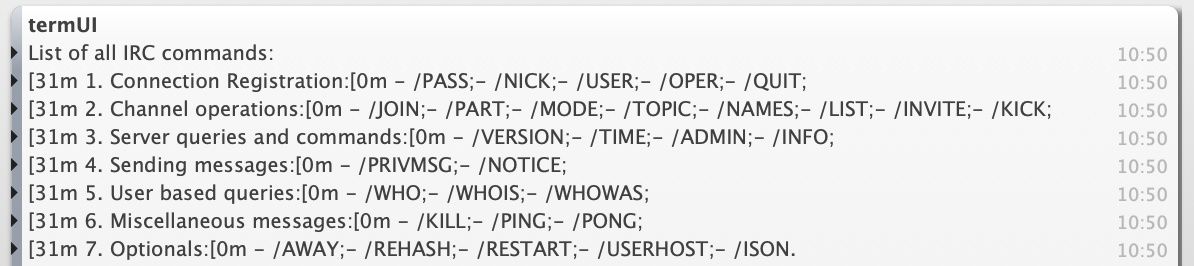 termUI
List of all IRC commands: 10:50
[31m 1. Connection Registration:[0m – /PASS;– /NICK;– /USER;– /OPER;– /QUIT; 10:50
[31m 2. Channel operations:[0m – /JOIN;– /PART;– /MODE;– /TOPIC;– /NAMES;– /LIST;– /INVITE;– /KICK; 10:50
[31m 3. Server queries and commands:[0m – /VERSION;– /TIME;– /ADMIN;– /INFO; 10:50
[31m 4. Sending messages:[0m – /PRIVMSG;– /NOTICE; 10:50
[31m 5. User based queries:[0m – /WHO;– /WHOIS;– /WHOWAS; 10:50
[31m 6. Miscellaneous messages:[0m – /KILL;– /PING;– /PONG; 10:50
[31m 7. Optionals:[0m – /AWAY;– /REHASH;– /RESTART;– /USERHOST;– /ISON. 10:50